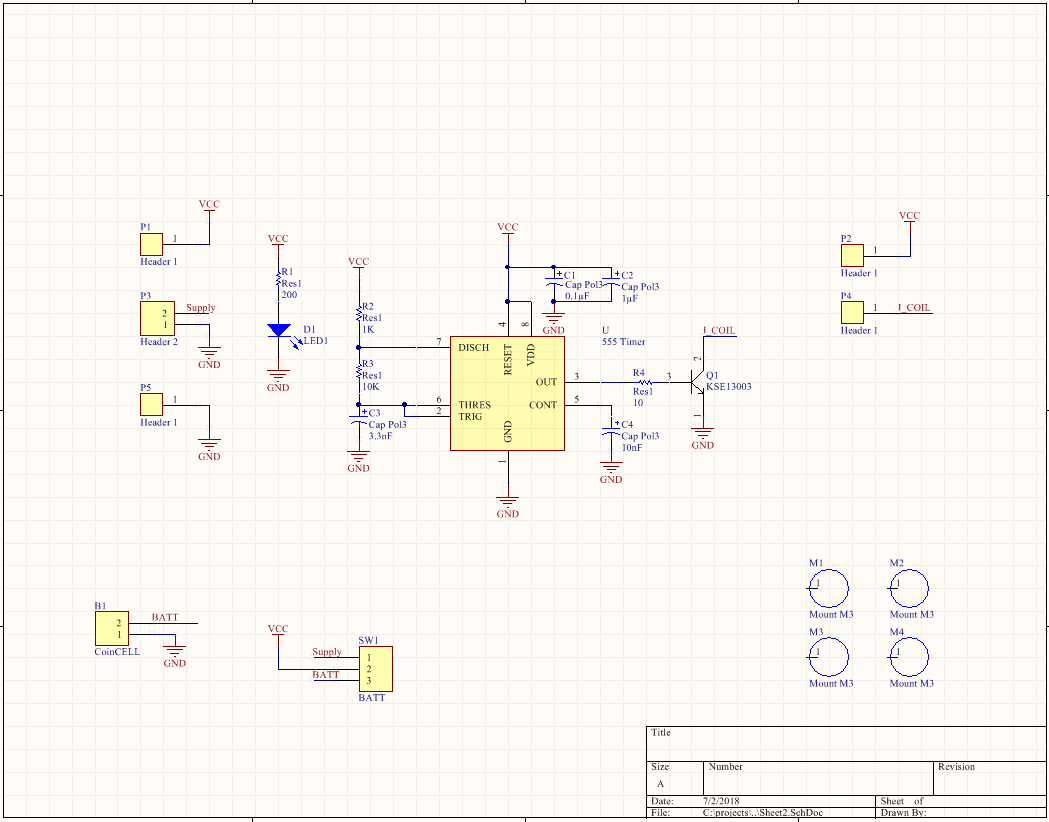 VCC
P1
1
Header 1
P3
2
Supply
1
Header 2
GND
P5
1
Header 1
GND
VCC
R1
Res1
200
D1
LED1
GND
VCC
R2
Res1
1K
R3
Res1
10K
C3
Cap Pol3
3.3nF
GND
VCC
C1
Cap Pol3
0.1µF
C2
Cap Pol3
1µF
GND
U
555 Timer
4
8
7
DISCH
RESET
VDD
OUT
3
6
THRES
CONT
5
2
TRIG
GND
1
GND
R4
Res1
10
C4
Cap Pol3
10nF
GND
I_COIL
2
3
Q1
KSE13003
1
GND
VCC
P2
1
Header 1
P4
1
I_COIL
Header 1
B1
2
BATT
1
CoinCELL
GND
VCC
SW1
Supply
1
2
BATT
3
BATT
M1
1
Mount M3
M2
1
Mount M3
M3
1
Mount M3
M4
1
Mount M3
Title
Size
Number
Revision
A
Date: 7/2/2018 Sheet of
File: C:\projects\..\Sheet2.SchDoc Drawn By: